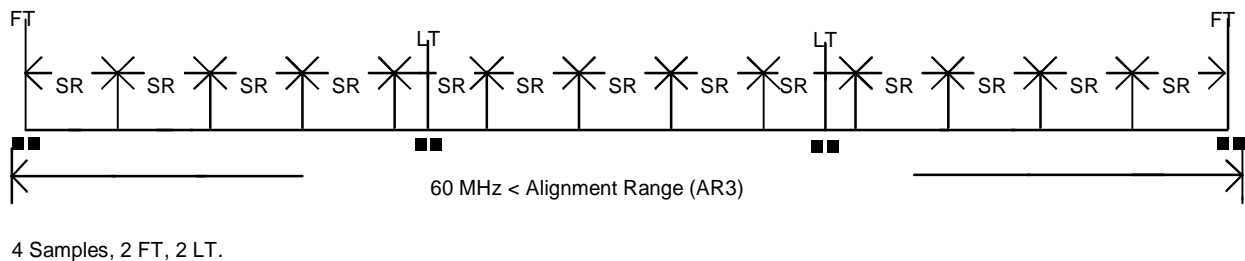 FT FT
LT LT
SR SR SR SR SR SR SR SR SR SR SR SR SR
60 MHz < Alignment Range (AR3)
4 Samples, 2 FT, 2 LT.